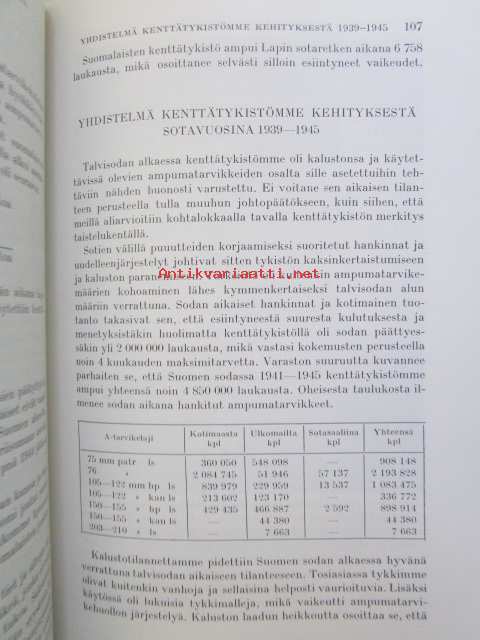 YHDISTELMÄ KENTTÄTYKISTÖMME KEHITYKSESTÄ 1939–1945 107
Suomalaisten kenttätykistö ampui Lapin sotaretken aikana 6 758
laukausta, mikä osoittanee selvästi silloin esiintyneet vaikeudet.
YHDISTELMÄ KENTTÄTYKISTÖMME KEHITYKSESTÄ
SOTAVUOSINA 1939—1945
Talvisodan alkaessa kenttätykistömme oli kalustonsa ja käytet-
tävissä olevien ampumatarvikkeiden osalta sille asetettuihin teh-
täviin nähden huonosti varustettu. Ei voitane sen aikaisen tilan-
teen perusteella tulla muuhun johtopäätökseen, kuin siihen, että
meillä aliarvioitiin kohtalokkaalla tavalla kenttätykistön merkitys
taistelukentällä.
Sotien välillä puutteiden korjaamiseksi suoritetut hankinnat ja
uudelleenjärjestelyt johtivat sitten tykistön kaksinkertaistumiseen
ja kaluston ampumatarvike-
Antikvariaatti.net
määrien kohoaminen lähes kymmenkertaiseksi talvisodan alun
määriin verrattuna. Sodan aikaiset hankinnat ja kotimainen tuo-
tanto takasivat sen, että esiintyneestä suuresta kulutuksesta ja
menetyksistäkin huolimatta kenttätykistöllä oli sodan päättyes-
säkin yli 2 000 000 laukausta, mikä vastasi kokemusten perusteella
noin 4 kuukauden maksimitarvetta. Varaston suuruutta kuvannee
parhaiten se, että Suomen sodassa 1941—1945 kenttätykistömme
ampui yhteensä noin 4 850 000 laukausta. Oheisesta taulukosta il-
menee sodan aikana hankitut ampumatarvikkeet.
A-tarvikelaji Kotimaasta kpl Ulkomailta kpl Sotasaaliina kpl Yhteensä kpl
75 mm patr ls 360 050 548 098 — 908 148
76 „ 2 084 745 51 946 57 137 2 193 828
105—122 mm hp ls 839 979 229 959 13 537 1 083 475
105—122 „ kan ls 213 602 123 170 — 336 772
150—155 „ hp ls 429 435 466 887 2 592 898 914
150—155 „ kan ls — 44 380 — 44 380
203—210 „ ls — 7 663 — 7 663
Kalustotilannettamme pidettiin Suomen sodan alkaessa hyvänä
verrattuna talvisodan aikaiseen tilanteeseen. Tosiasiassa tykkimme
olivat kuitenkin vanhoja ja sellaisina helposti vaurioituvia. Lisäksi
käytössä oli lukuisia tykkimalleja, mikä vaikeutti ampumatarvi-
kehuollon järjestelyä. Kaluston laadun heikkoutta osoittaa se, että